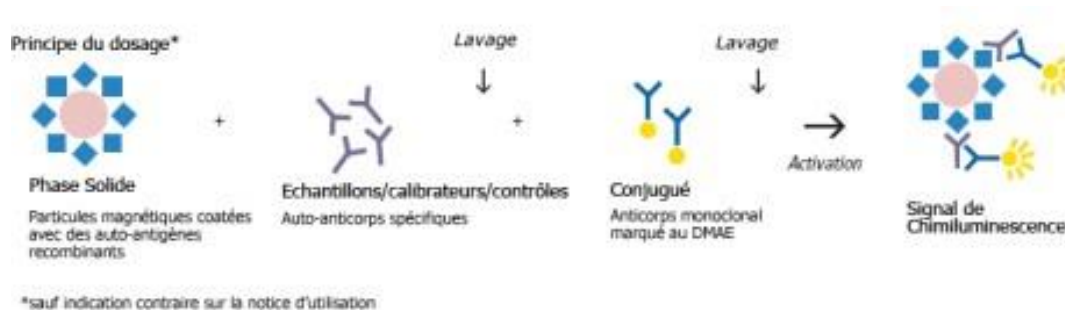 Principe du dosage*
Lavage
Lavage
+
+
Activation
Phase Solide
Particules magnétiques coatées
avec des auto-antigènes
recombinants
Echantillons/calibrateurs/contrôles
Auto-anticorps spécifiques
Conjugué
Anticorps monoclonal
marqué au DMAE
Signal de
Chimiluminescence
*sauf indication contraire sur la notice d'utilisation